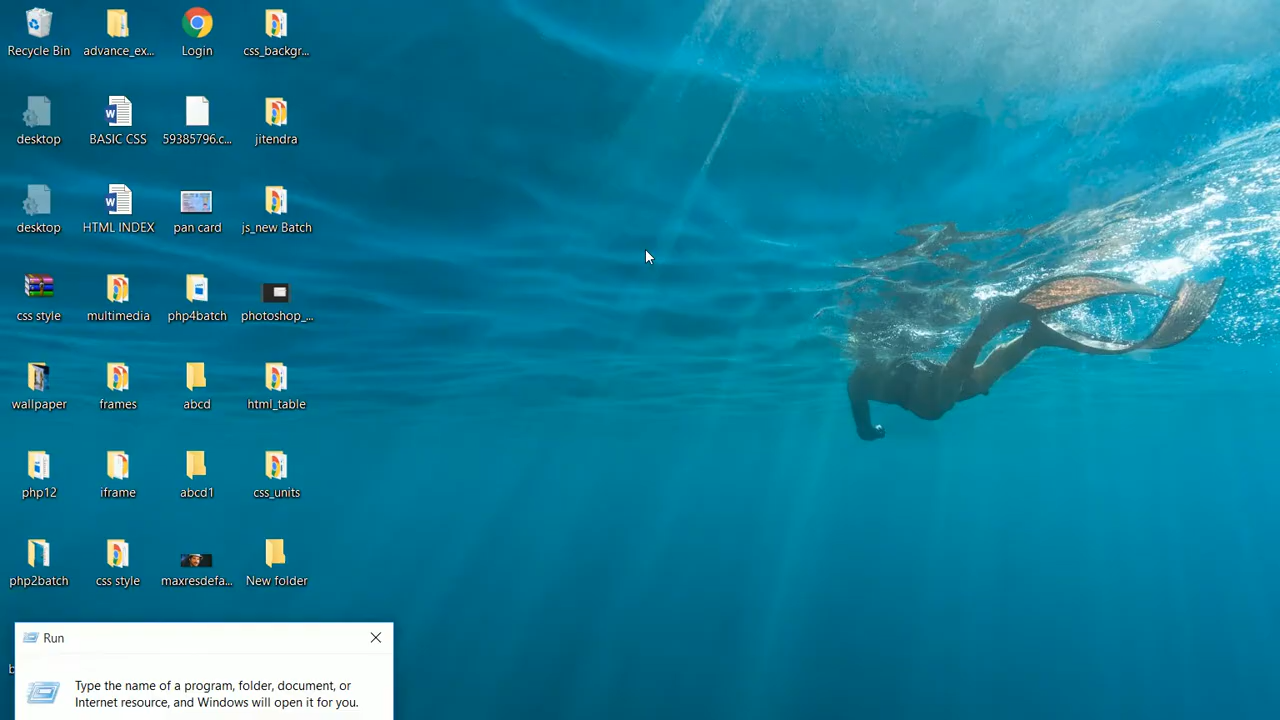 Recycle Bin
advance_ex...
Login
css_backgr...
desktop
BASIC CSS
59385796.c...
jitendra
desktop
HTML INDEX
pan card
js_new Batch
css style
multimedia
php4batch
photoshop_...
wallpaper
frames
abcd
html_table
php12
iframe
abcd1
css_units
php2batch
css style
maxresdefa...
New folder
Run
Type the name of a program, folder, document, or
Internet resource, and Windows will open it for you.